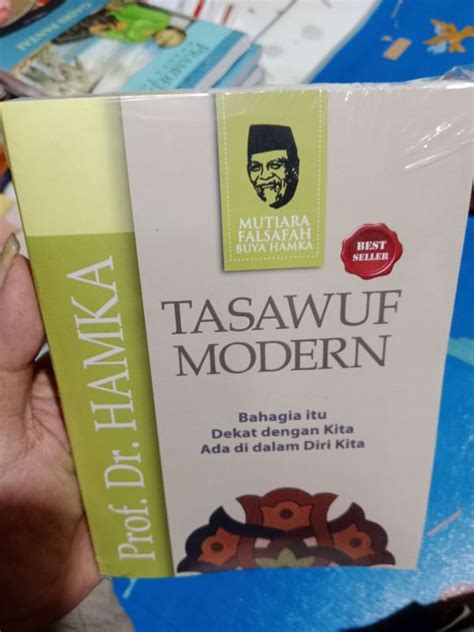 MUTIARA
FALSAFAH
BUYA HAMKA
BEST
SELLER
TASAWUF
MODERN
Bahagia itu
Dekat dengan Kita
Ada di dalam Diri Kita
Prof. Dr. HAMKA